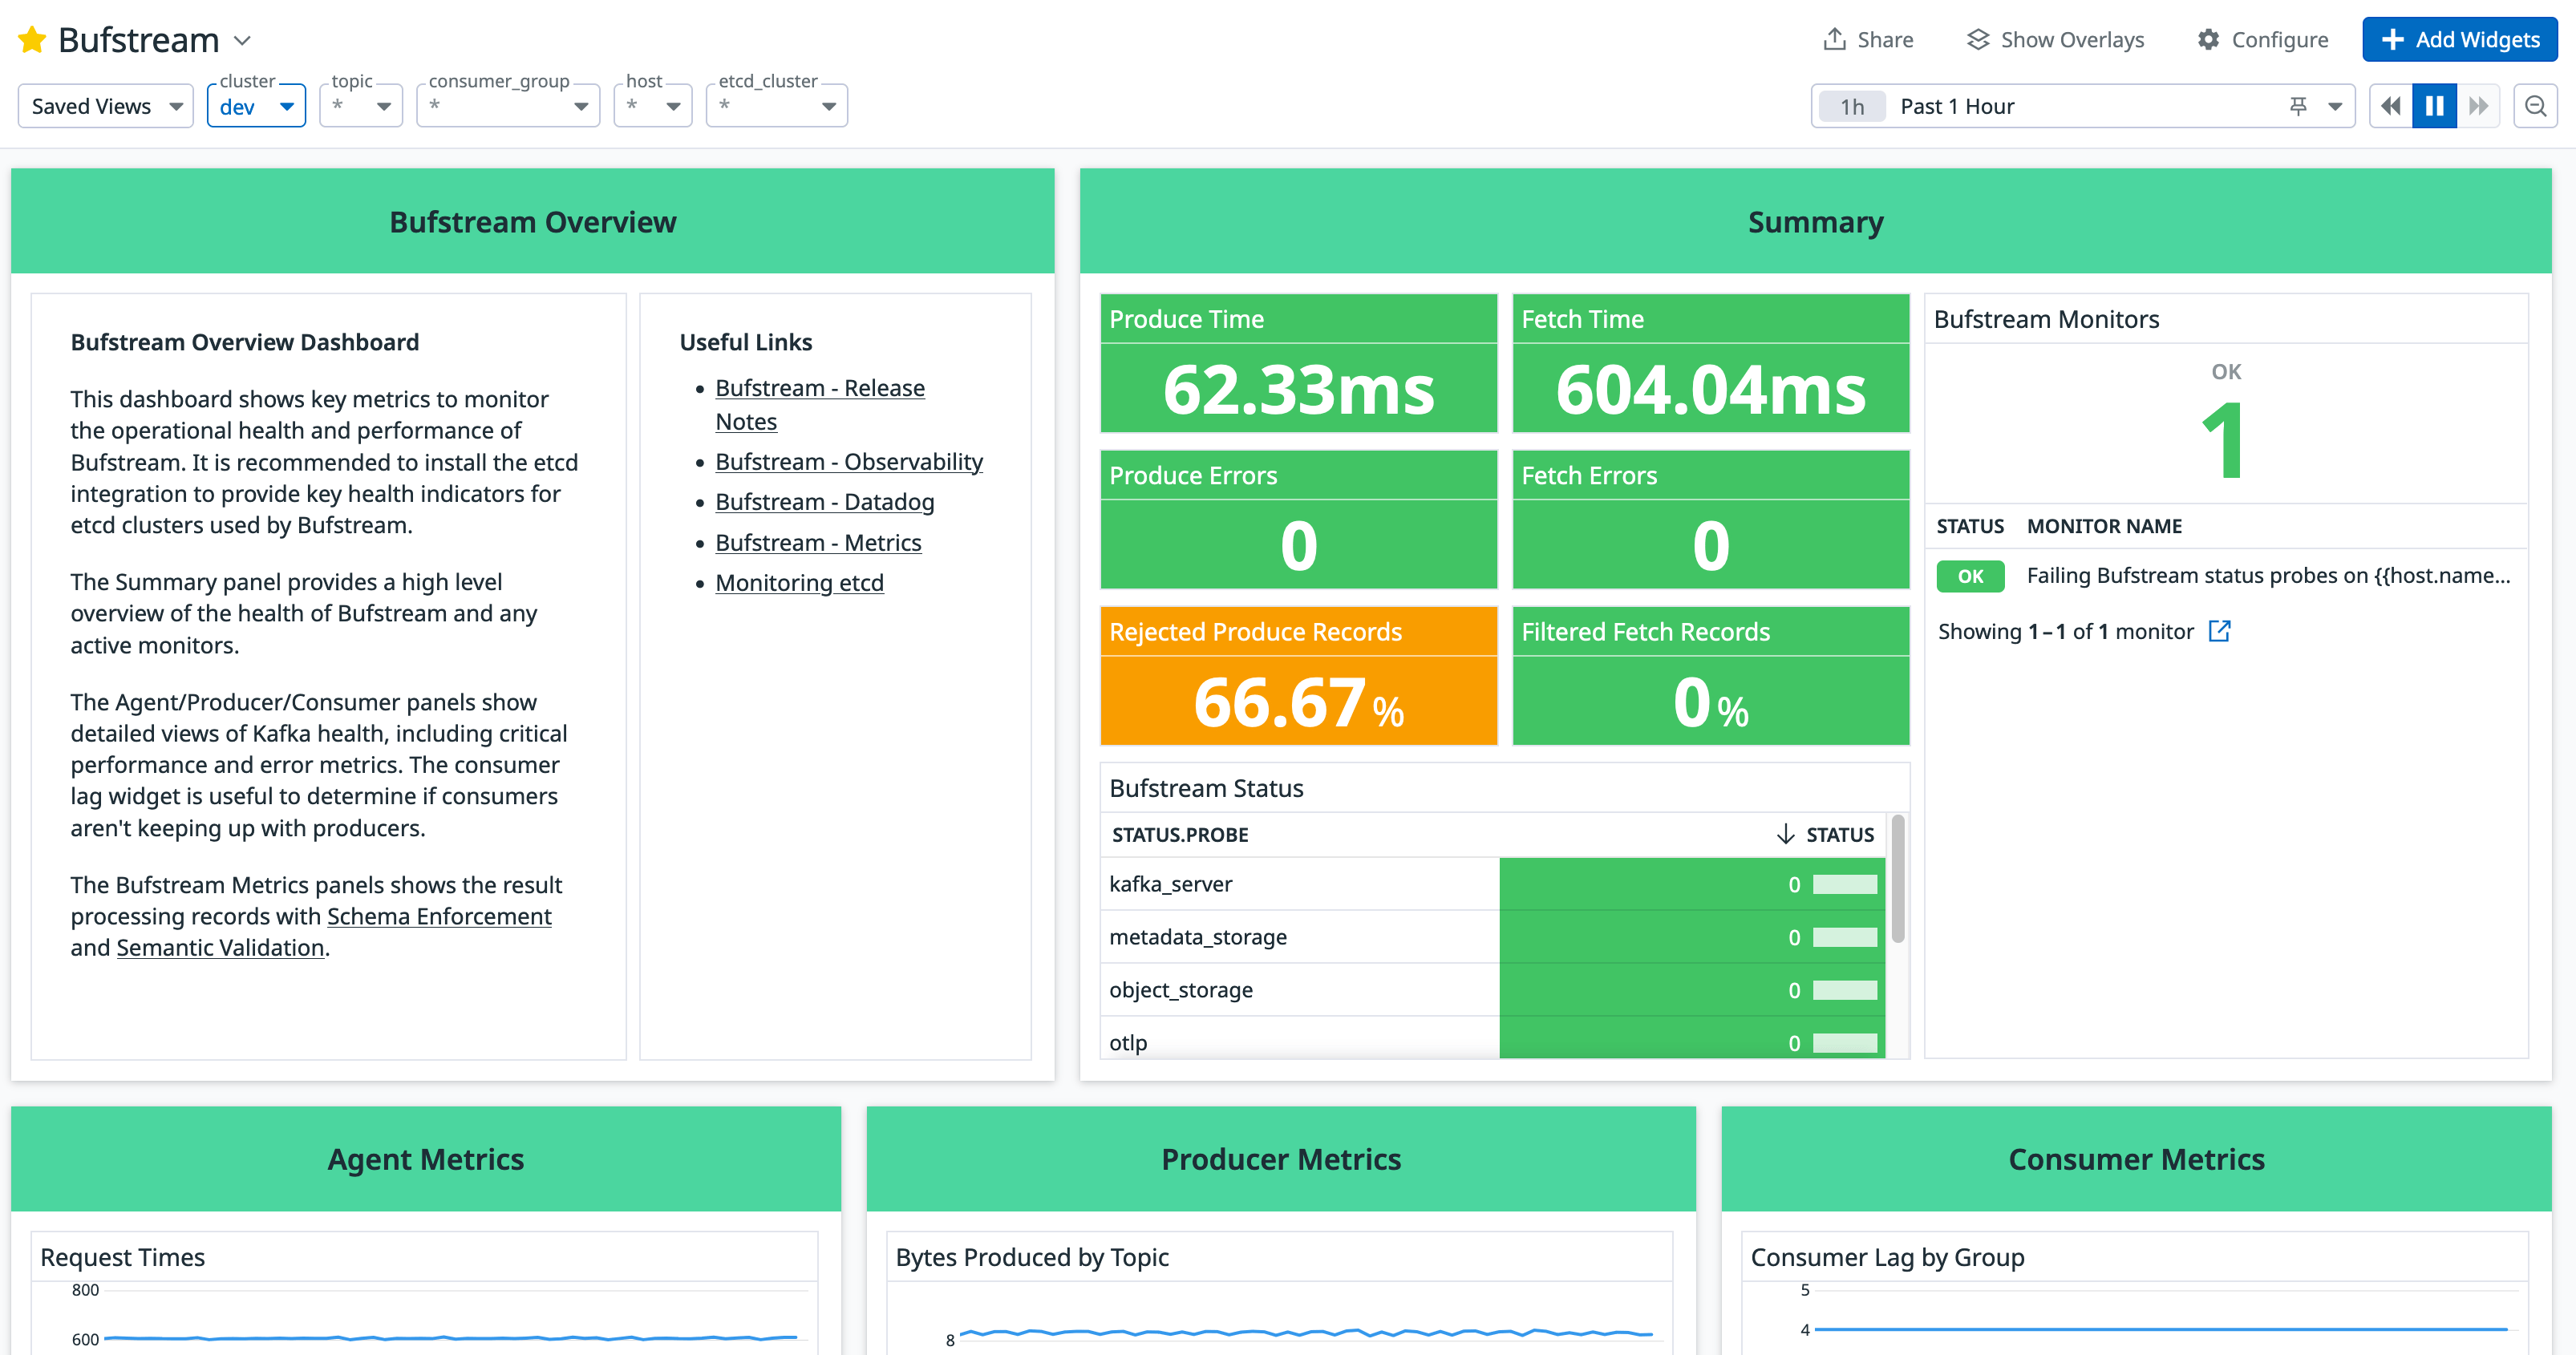 Bufstream
Share
Show Overlays
Configure
Add Widgets
Saved Views
cluster
dev
topic
*
consumer_group
*
host
*
etcd_cluster
*
1h Past 1 Hour
Bufstream Overview
Bufstream Overview Dashboard
This dashboard shows key metrics to monitor
the operational health and performance of
Bufstream. It is recommended to install the etcd
integration to provide key health indicators for
etcd clusters used by Bufstream.
The Summary panel provides a high level
overview of the health of Bufstream and any
active monitors.
The Agent/Producer/Consumer panels show
detailed views of Kafka health, including critical
performance and error metrics. The consumer
lag widget is useful to determine if consumers
aren't keeping up with producers.
The Bufstream Metrics panels shows the result
processing records with Schema Enforcement
and Semantic Validation.
Useful Links
• Bufstream - Release
Notes
• Bufstream - Observability
• Bufstream - Datadog
• Bufstream - Metrics
• Monitoring etcd
Summary
Produce Time
62.33ms
Fetch Time
604.04ms
Produce Errors
0
Fetch Errors
0
Rejected Produce Records
66.67%
Filtered Fetch Records
0%
Bufstream Status
STATUS.PROBE STATUS
kafka_server 0
metadata_storage 0
object_storage 0
otlp 0
Bufstream Monitors
OK
1
STATUS MONITOR NAME
OK Failing Bufstream status probes on {{host.name...
Showing 1–1 of 1 monitor
Agent Metrics
Request Times
800
600
Producer Metrics
Bytes Produced by Topic
8
Consumer Metrics
Consumer Lag by Group
5
4